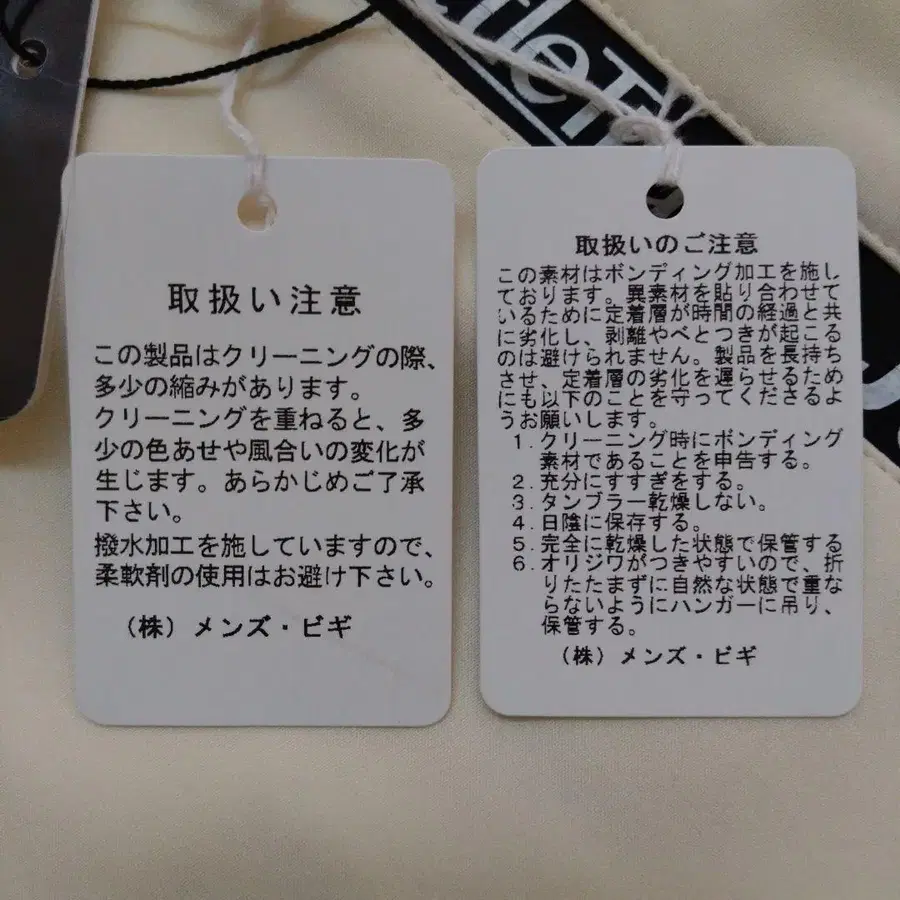 取扱い注意
この製品はクリーニングの際、
多少の縮みがあります。
クリーニングを重ねると、多
少の色あせや風合いの変化が
生じます。あらかじめご了承
下さい。
撥水加工を施していますので、
柔軟剤の使用はお避け下さい。
(株)メンズ・ビギ
取扱いのご注意
この素材はボンディング加工を施し
ております。異素材を貼り合わせて
いるために定着層が時間の経過と共
に劣化し、剥離やべとつきが起こる
のは避けられません。製品を長持ち
させ、定着層の劣化を遅らせるため
にも以下のことを守ってくださるよ
うお願いします。
1. クリーニング時にボンディング
素材であることを申告する。
2. 充分にすすぎをする。
3. タンブラー乾燥しない。
4. 日陰に保存する。
5. 完全に乾燥した状態で保管する
6. オリジワがつきやすいので、折
りたたまずに自然な状態で重な
らないようにハンガーに吊り、
保管する。
(株)メンズ・ビギ